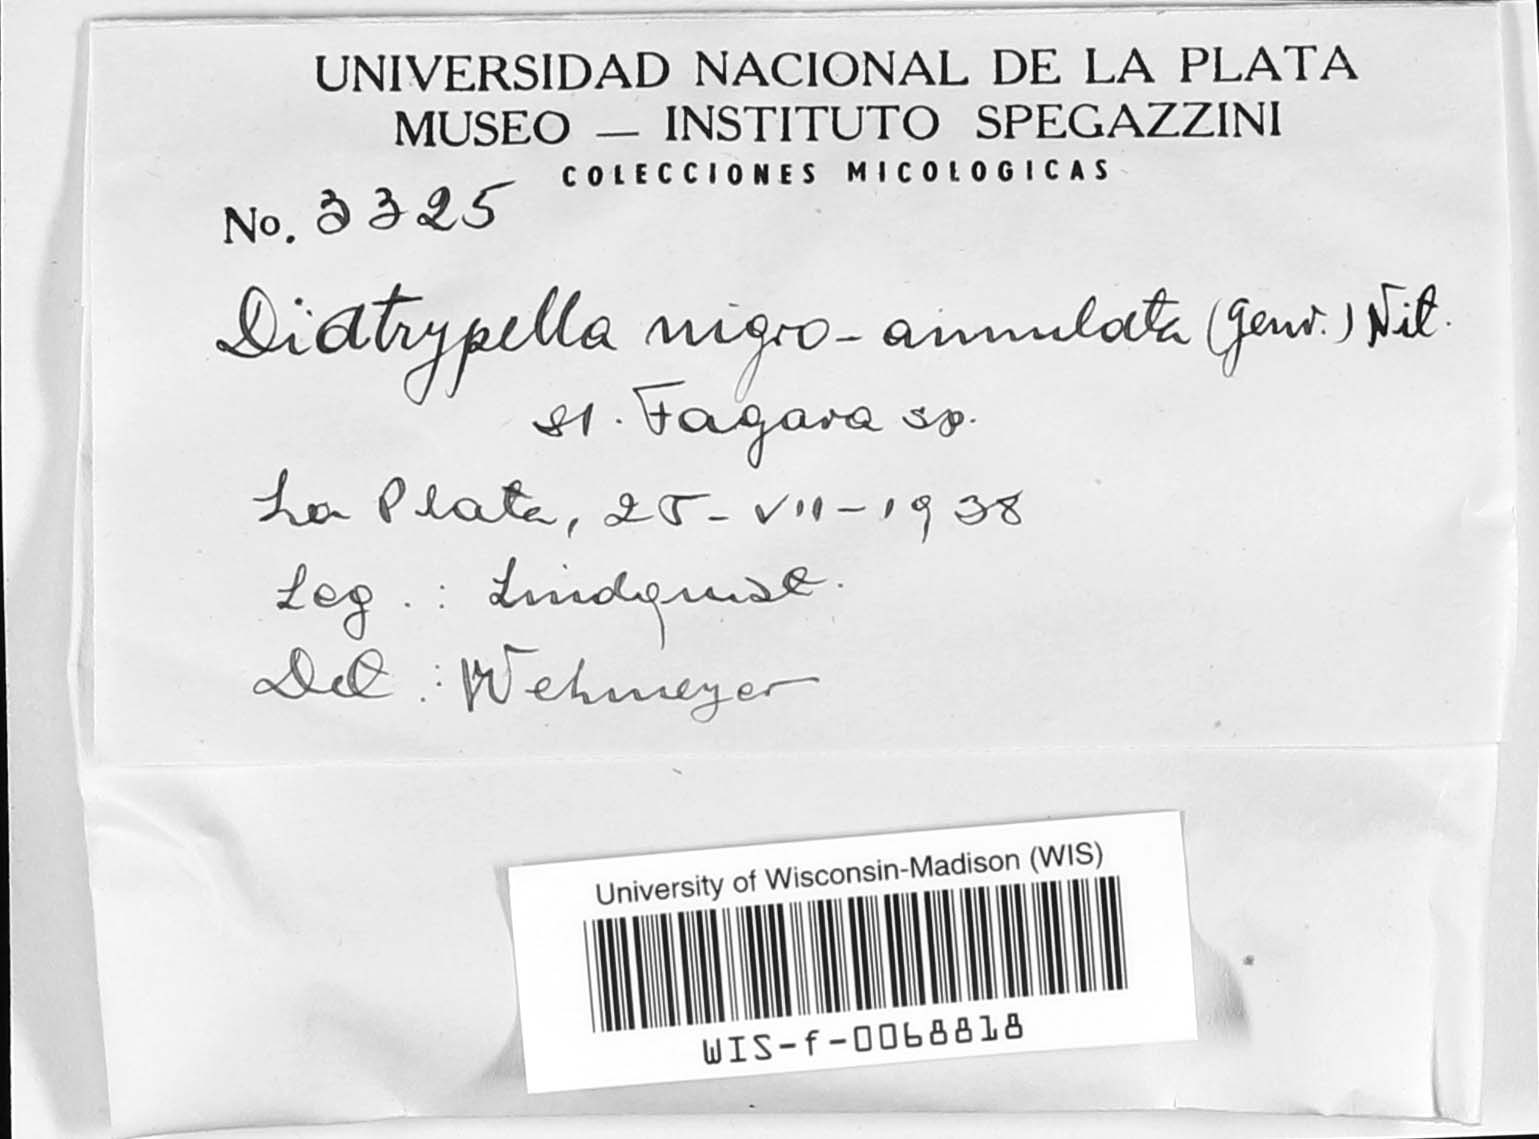 UNIVERSIDAD NACIONAL DE LA PLATA
MUSEO — INSTITUTO SPEGAZZINI
COLECCIONES MICOLOGICAS
No. 3325
Diatrypella nigro-annulata (Grev.) Nit.
st. Fagara sp.
La Plata, 25-VII-1938
Leg.: Lindquist.
Det: Wehmeyer
University of Wisconsin-Madison (WIS)
WIS-f-0068818